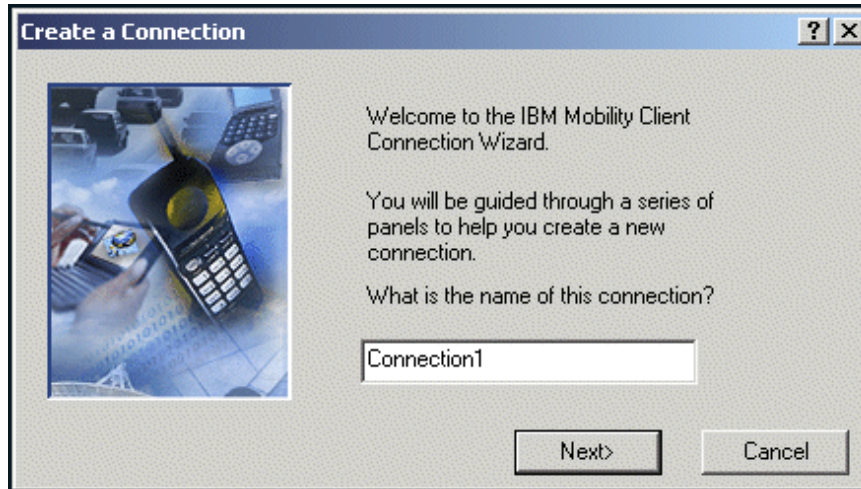 Create a Connection
Welcome to the IBM Mobility Client
Connection Wizard.
You will be guided through a series of
panels to help you create a new
connection.
What is the name of this connection?
Connection1
Next>
Cancel